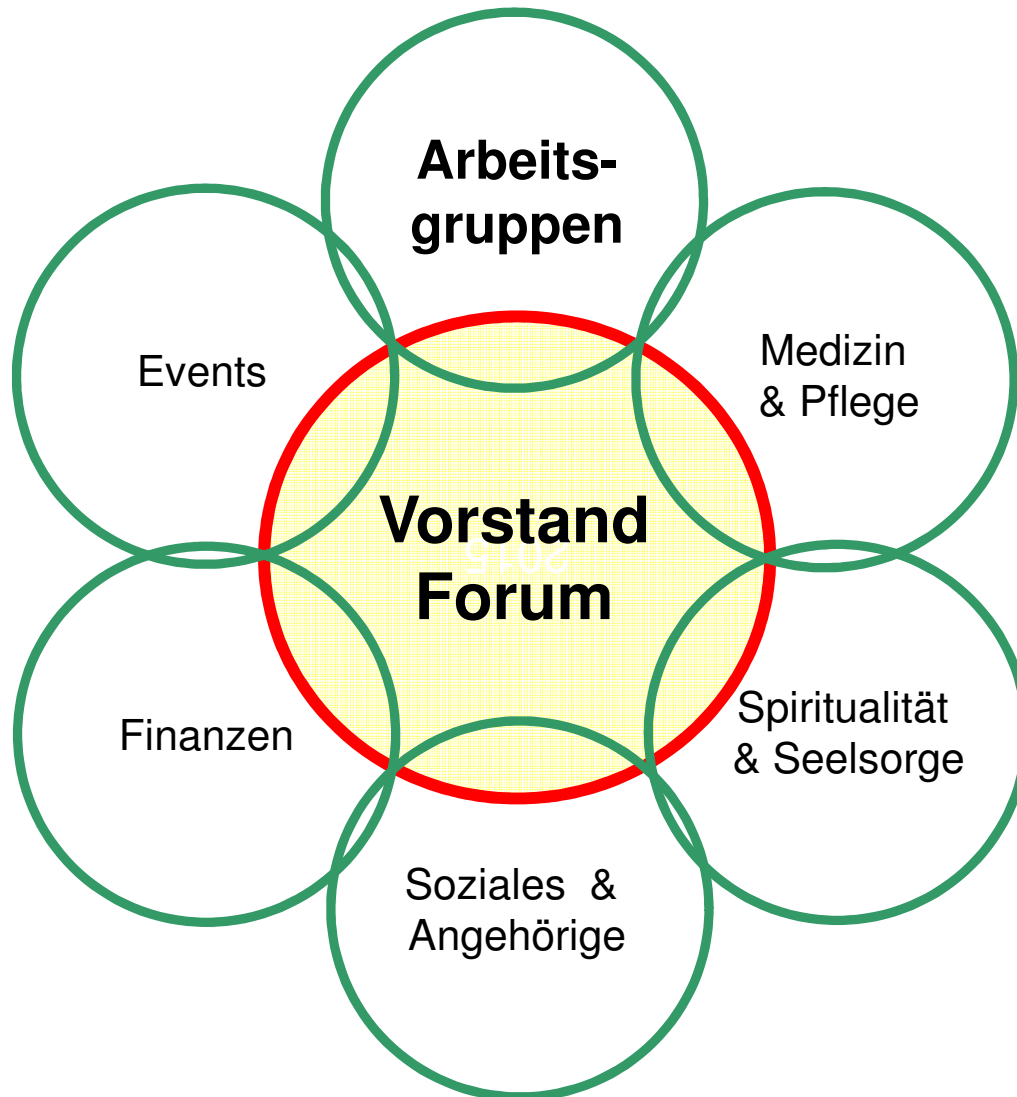 Arbeits-
gruppen
Events
Medizin
& Pflege
Vorstand
Forum
Finanzen
Spiritualität
& Seelsorge
Soziales &
Angehörige